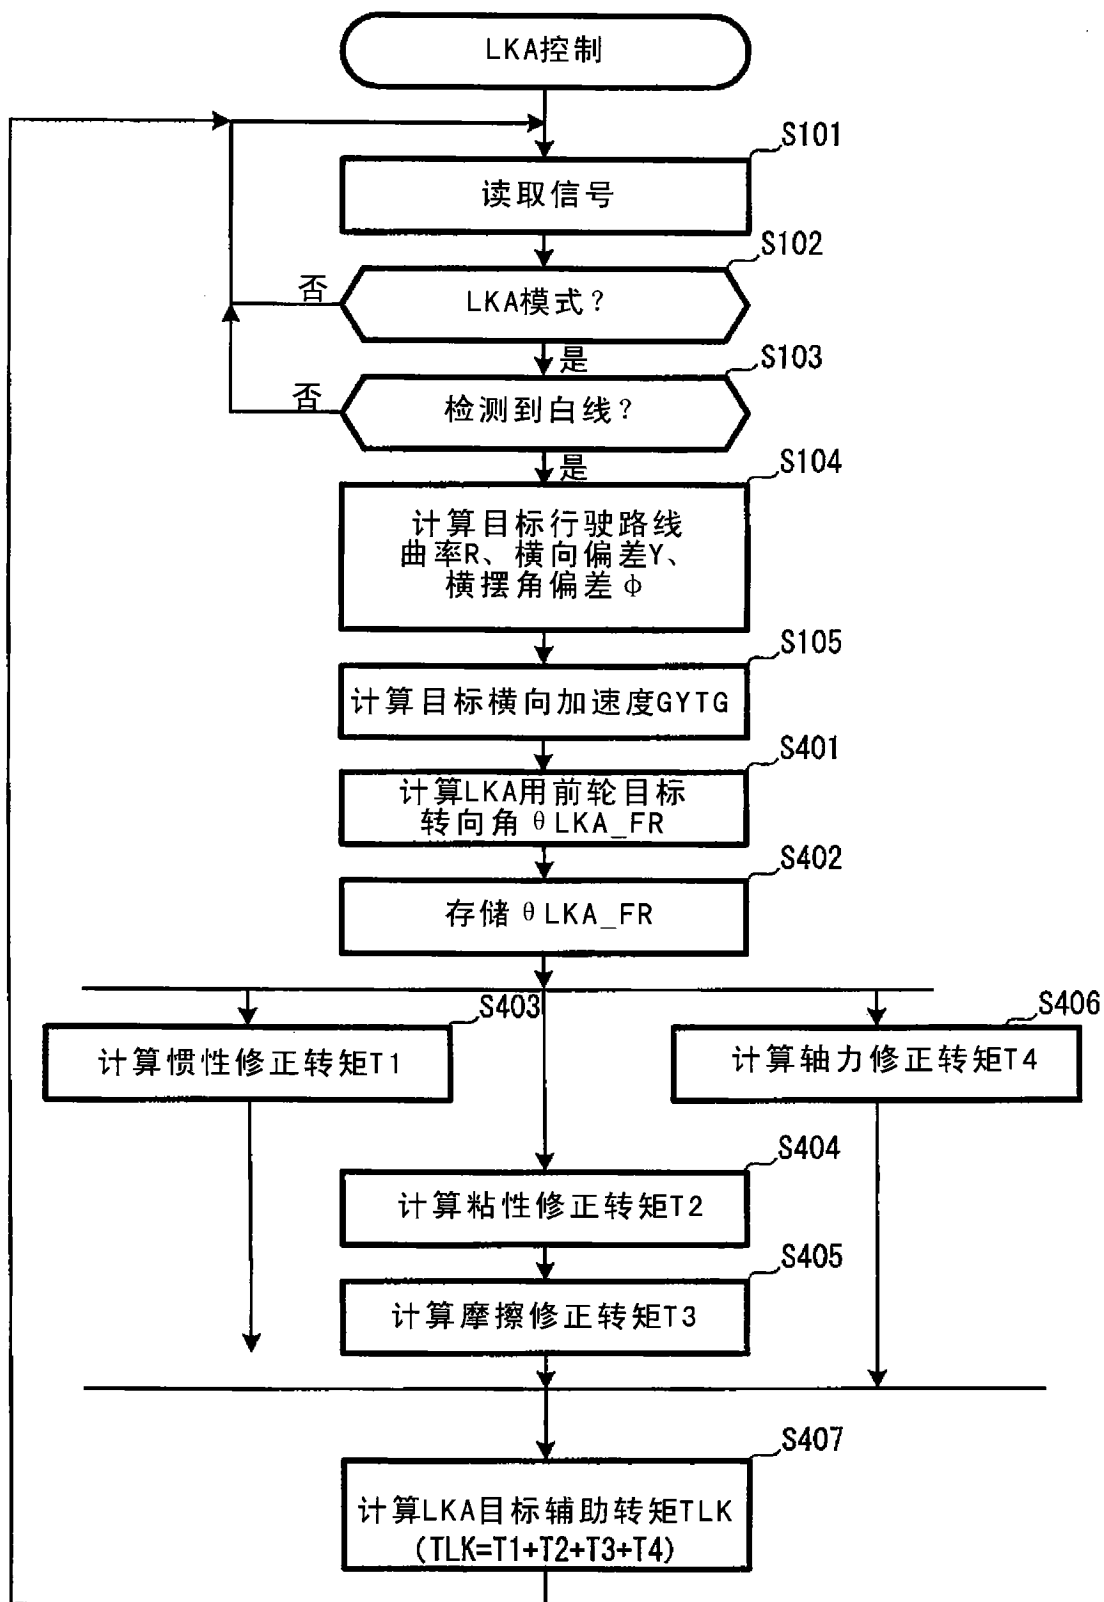 LKA控制
S101
读取信号
S102
LKA模式?
否
是
S103
检测到白线?
否
是
S104
计算目标行驶路线
曲率R、横向偏差Y、
横摆角偏差φ
S105
计算目标横向加速度GYTG
S401
计算LKA用前轮目标
转向角θLKA_FR
S402
存储θLKA_FR
S403
计算惯性修正转矩T1
S406
计算轴力修正转矩T4
S404
计算粘性修正转矩T2
S405
计算摩擦修正转矩T3
S407
计算LKA目标辅助转矩TLK
(TLK=T1+T2+T3+T4)